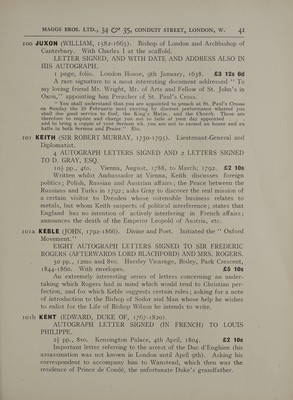 MAGGS BROS. LTD., 34 & 35, CONDUIT STREET, LONDON, W. 41
100 JUXON (WILLIAM, 1582-1663). Bishop of London and Archbishop of
Canterbury. With Charles I at the scaffold.
LETTER SIGNED, AND WITH DATE AND ADDRESS ALSO IN
HIS AUTOGRAPH.
1 page, folio. London House, 9th January, 1638. £3 12s 6d
A rare signature to a most interesting document addressed " To
my loving friend Mr. Wright, Mr. of Arts and Fellow of St. John's in
Oxon," appointing him Preacher of St. Paul's Cross.
" You shall understand that you are appointed to preach at St. Paul's Crosse
on Sunday the 25 February next ensving by discreet performance whereof you
shall doe good service to God, the King's Matie., and the Church. These are
therefore to require and charge you not to faile of your day appointed . . .
and to bring a coppie of your Sermon wh. you are not to exceed an howre . . . an
halfe in both Sermon and Prairr." Etc.
101 KEITH (SIR ROBERT MURRAY, 1730-1795). Lieutenant-General and
Diplomatist.
4 AUTOGRAPH LETTERS SIGNED AND 2 LETTERS SIGNED
TO D. GRAY, ESQ.
10½ pp., 4to. Vienna, August, 1788, to March, 1792. £2 10s
Written whilst Ambassador at Vienna, Keith discusses foreign
politics; Polish, Russian and Austrian affairs; the Peace between the
Russians and Turks in 1792; asks Gray to discover the real mission of
a certain visitor to Dresden whose ostensible business relates to
metals, but whom Keith suspects of political interference; states that
England has no intention of actively interfering in French affairs;
announces the death of the Emperor Leopold of Austria, etc.
101a KEBLE (JOHN, 1792-1866). Divine and Poet. Initiated the " Oxford
Movement."
EIGHT AUTOGRAPH LETTERS SIGNED TO SIR FREDERIC
ROGERS (AFTERWARDS LORD BLACHFORD) AND MRS. ROGERS.
30 pp., 12mo and 8vo. Hursley Vicarage, Bisley, Park Crescent,
1844-1860. With envelopes. £5 10s
An extremely interesting series of letters concerning an under-
taking which Rogers had in mind which would tend to Christian per-
fection, and for which Keble suggests certain rules; asking for a note
of introduction to the Bishop of Sodor and Man whose help he wishes
to enlist for the Life of Bishop Wilson he intends to write.
101b KENT (EDWARD, DUKE OF, 1767-1820).
AUTOGRAPH LETTER SIGNED (IN FRENCH) TO LOUIS
PHILIPPE.
2½ pp., 8vo. Kensington Palace, 4th April, 1804. £2 10s
Important letter referring to the arrest of the Duc d'Enghien (his
assassination was not known in London until April 9th). Asking his
correspondent to accompany him to Wanstead, which then was the
residence of Prince de Condé, the unfortunate Duke's grandfather.